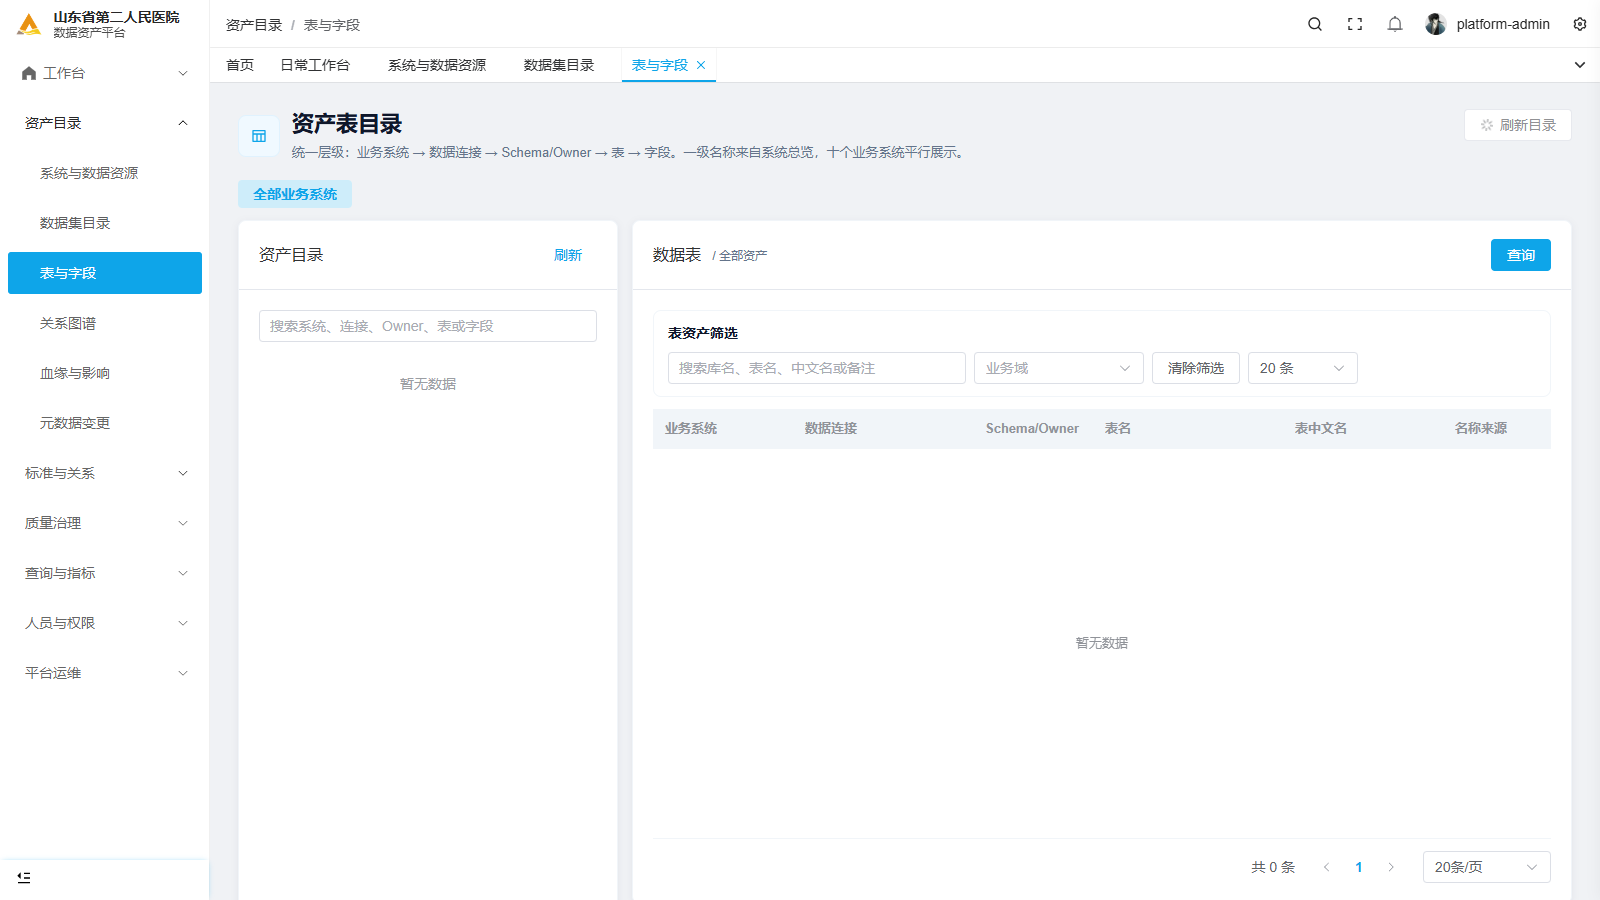 山东省第二人民医院
数据资产平台
资产目录 / 表与字段
platform-admin
首页 日常工作台 系统与数据资源 数据集目录 表与字段
工作台
资产目录
系统与数据资源
数据集目录
表与字段
关系图谱
血缘与影响
元数据变更
标准与关系
质量治理
查询与指标
人员与权限
平台运维
资产表目录
统一层级：业务系统 → 数据连接 → Schema/Owner → 表 → 字段。一级名称来自系统总览，十个业务系统平行展示。
刷新目录
全部业务系统
资产目录 刷新
搜索系统、连接、Owner、表或字段
暂无数据
数据表 / 全部资产 查询
表资产筛选
搜索库名、表名、中文名或备注 业务域 清除筛选 20 条
业务系统 数据连接 Schema/Owner 表名 表中文名 名称来源
暂无数据
共 0 条 1 20条/页